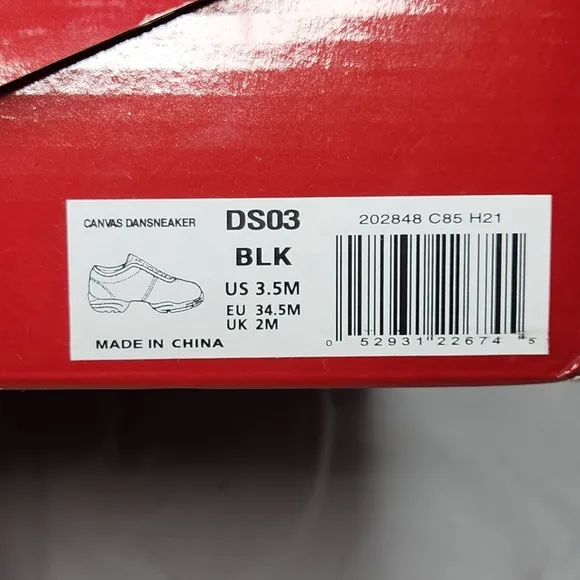 CANVAS DANSNEAKER
DS03
202848 C85 H21
BLK
US 3.5M
EU 34.5M
UK 2M
MADE IN CHINA
0 52931 22674 5